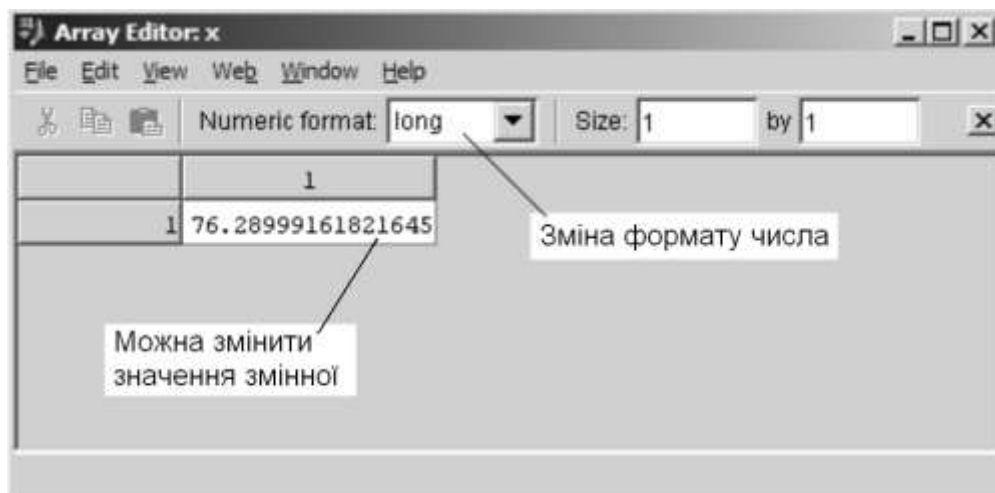 Array Editor: x
File Edit View Web Window Help
Numeric format: long Size: 1 by 1
1
1 76.28999161821645
Зміна формату числа
Можна змінити
значення змінної